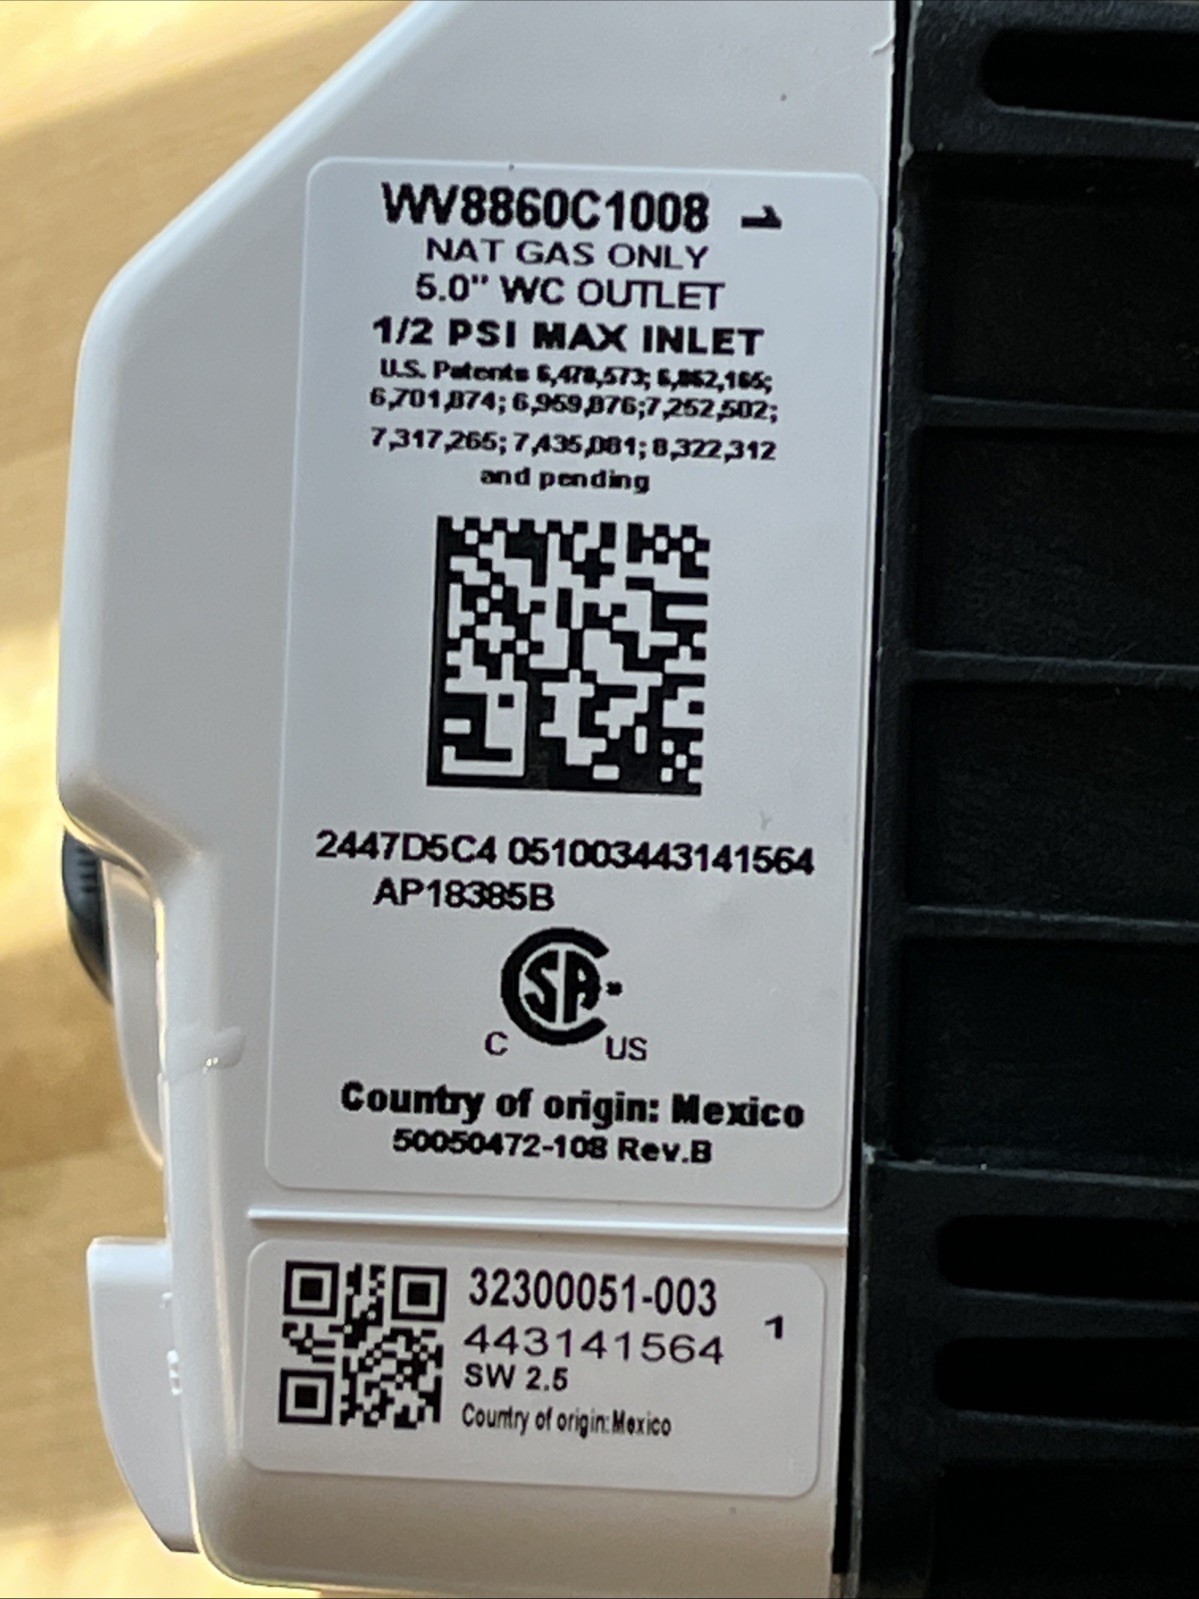 WV8860C1008 1
NAT GAS ONLY
5.0" WC OUTLET
1/2 PSI MAX INLET
U.S. Patents 6,478,573; 6,862,165;
6,701,874; 6,959,876;7,252,502;
7,317,265; 7,435,081; 8,322,312
and pending
2447D5C4 051003443141564
AP18385B
CSA
C US
Country of origin: Mexico
50050472-108 Rev.B
32300051-003
443141564 1
SW 2.5
Country of origin:Mexico